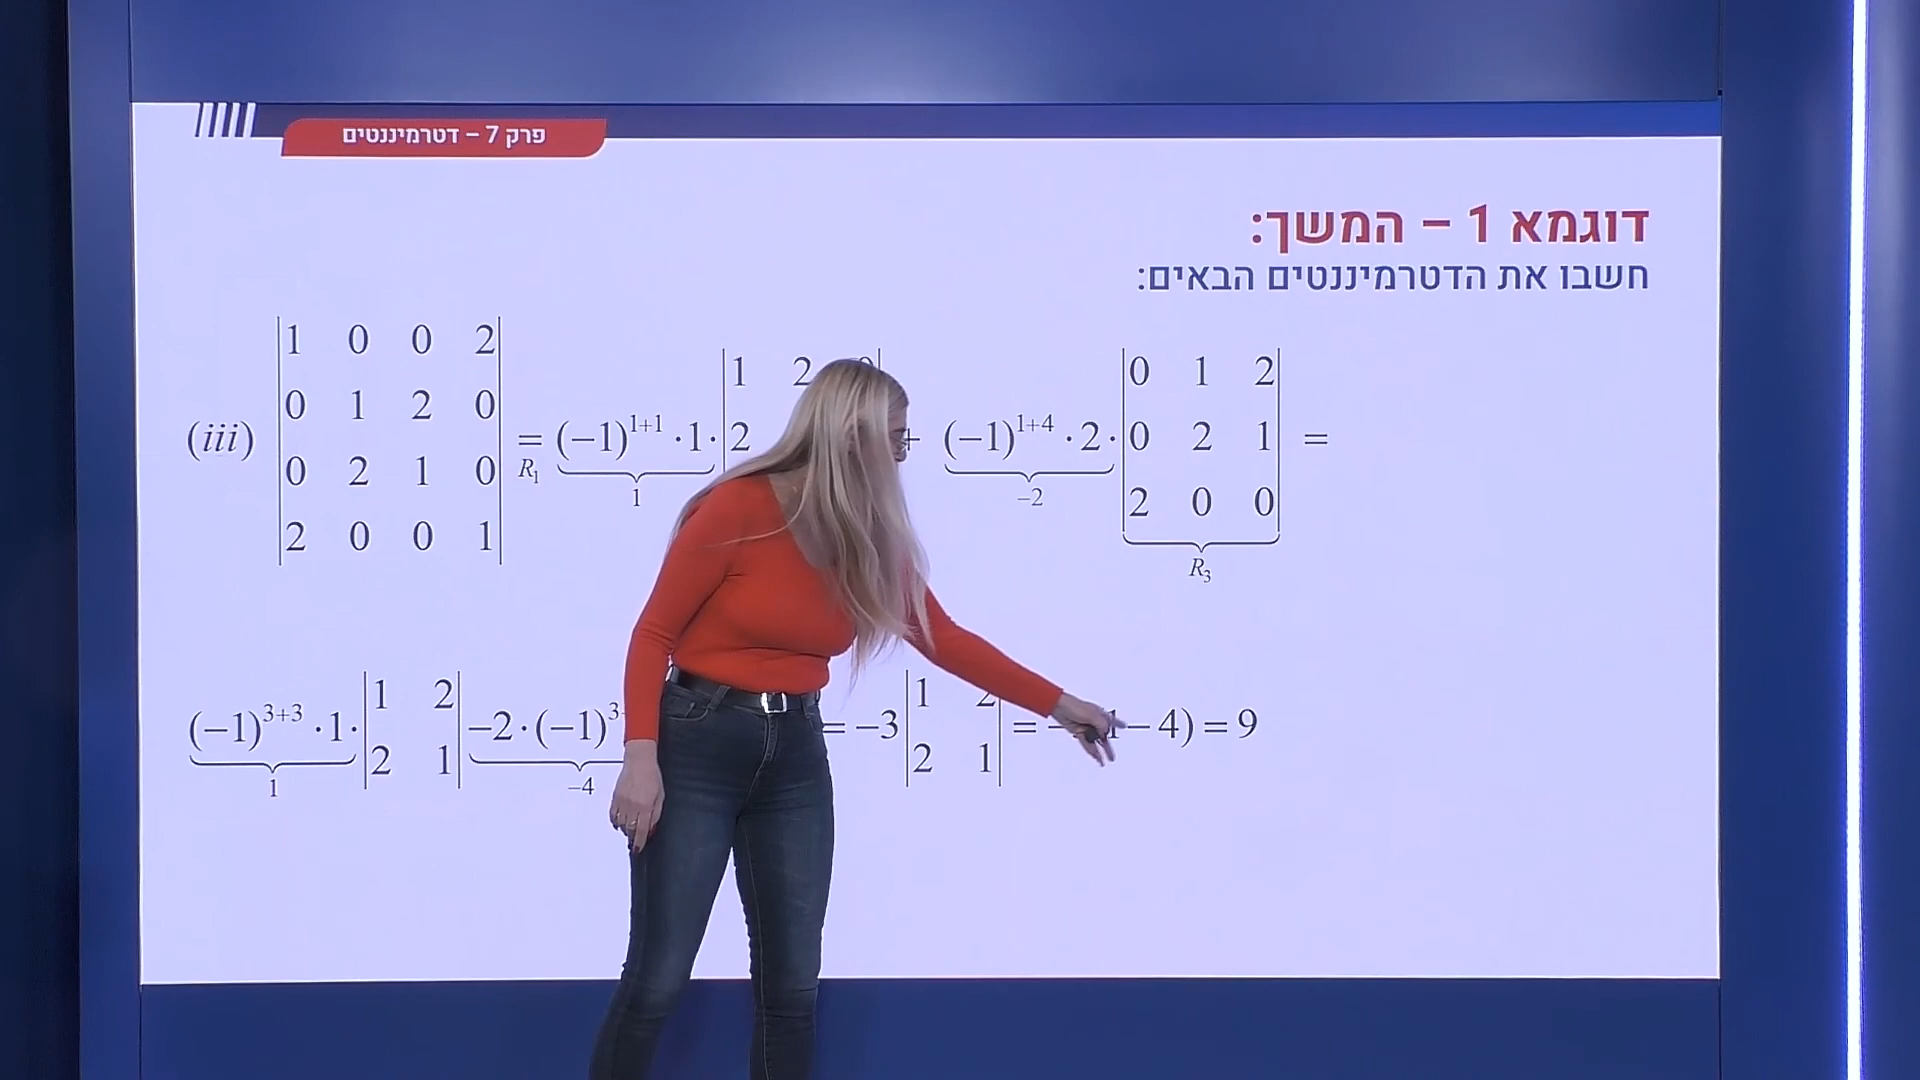 פרק 7 – דטרמיננטים
דוגמא 1 – המשך:
חשבו את הדטרמיננטים הבאים:
(iii) |1 0 0 2|
|0 1 2 0|
|0 2 1 0|
|2 0 0 1|
= R₁ (−1)¹⁺¹ · 1 ·
1
|1 2
|2
+ (−1)¹⁺⁴ · 2 ·
−2
|0 1 2|
|0 2 1|
|2 0 0|
R₃
=
(−1)³⁺³ · 1 ·
1
|1 2|
|2 1|
−2 · (−1)³
−4
= −3 |1 2|
|2 1|
= − 1 − 4) = 9